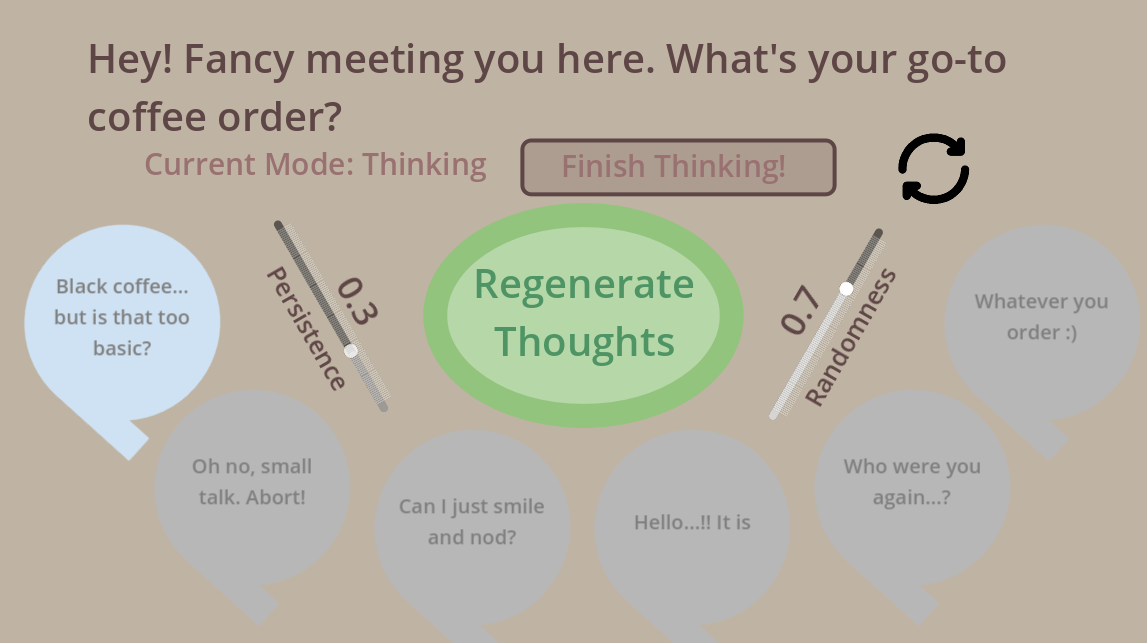 Hey! Fancy meeting you here. What's your go-to
coffee order?
Current Mode: Thinking
Finish Thinking!
Black coffee...
but is that too
basic?
Persistence
0.3
Regenerate
Thoughts
0.7
Randomness
Whatever you
order :)
Oh no, small
talk. Abort!
Can I just smile
and nod?
Hello...!! It is
Who were you
again...?